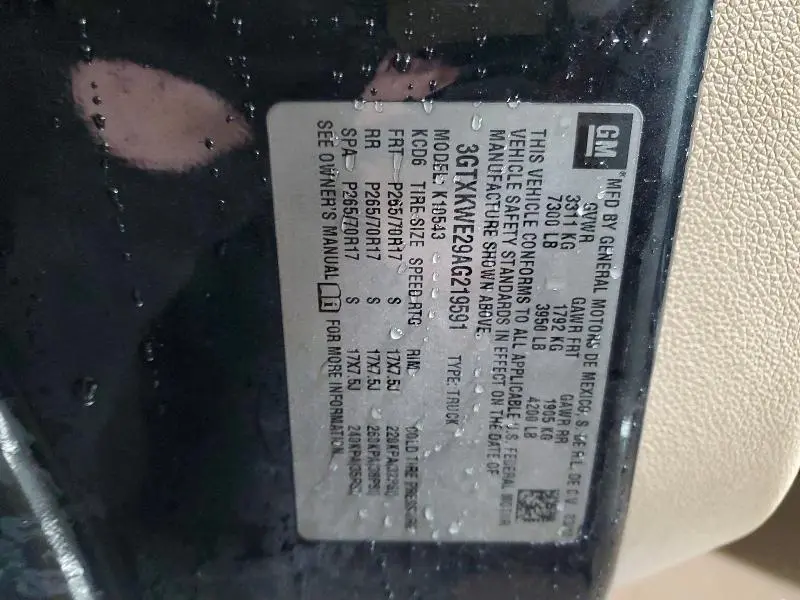 GM
MFD BY GENERAL MOTORS DE MEXICO, S. DE R.L. DE C.V.
GVWR GAWR FRT GAWR RR
3311 KG 1792 KG 1905 KG
7300 LB 3950 LB 4200 LB
THIS VEHICLE CONFORMS TO ALL APPLICABLE U.S. FEDERAL MOTOR
VEHICLE SAFETY STANDARDS IN EFFECT ON THE DATE OF
MANUFACTURE SHOWN ABOVE.
3GTXKWE29AG219591 TYPE: TRUCK
MODEL: K10543
KCD6 TIRE SIZE SPEED RTG RIM COLD TIRE PRESSURE
FRT P265/70R17 S 17X7.5J
RR P265/70R17 S 17X7.5J
SPA P265/70R17 S 17X7.5J 240KPA(35PSI)
SEE OWNER'S MANUAL FOR MORE INFORMATION.